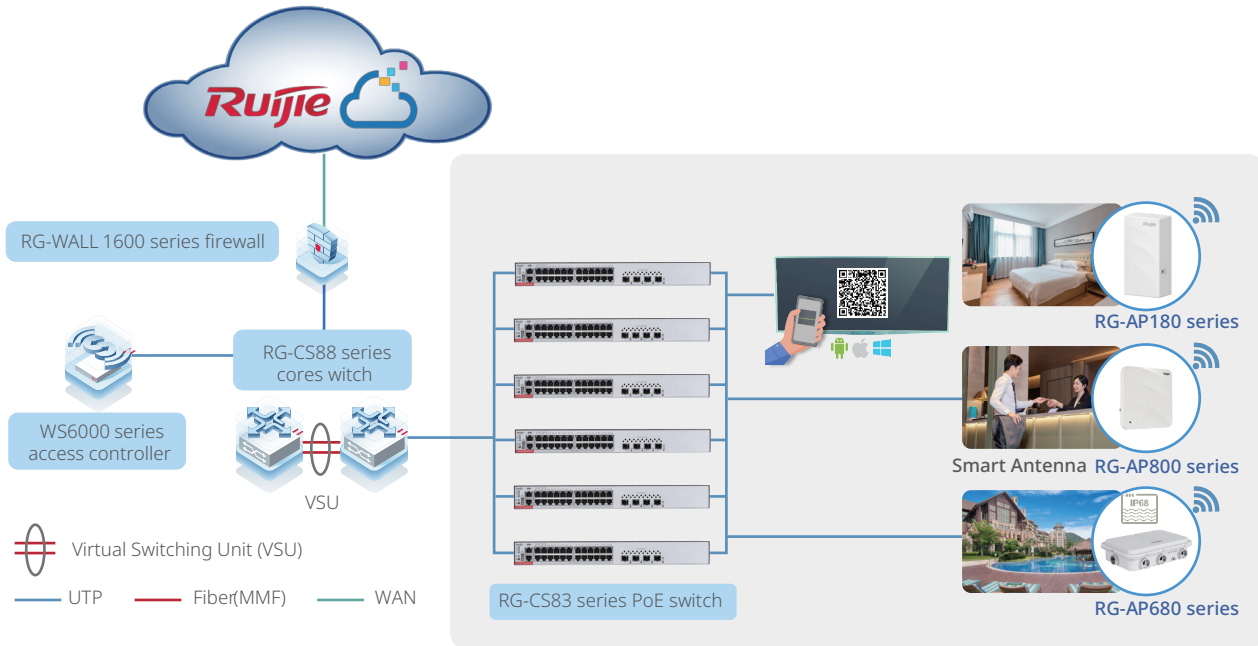 Ruijie
RG-WALL 1600 series firewall
RG-CS88 series
cores witch
WS6000 series
access controller
VSU
Virtual Switching Unit (VSU)
UTP
Fiber(MMF)
WAN
RG-CS83 series PoE switch
RG-AP180 series
Smart Antenna
RG-AP800 series
IP68
RG-AP680 series